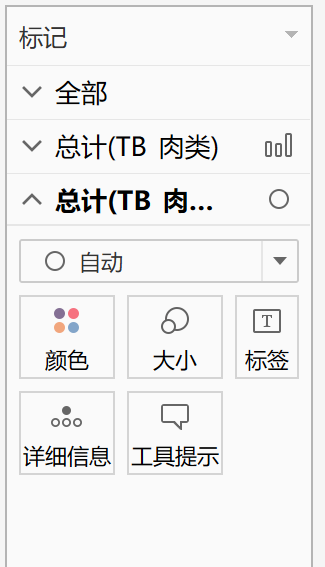 标记
全部
总计(TB 肉类)
总计(TB 肉...
自动
颜色 大小 标签
T
详细信息 工具提示